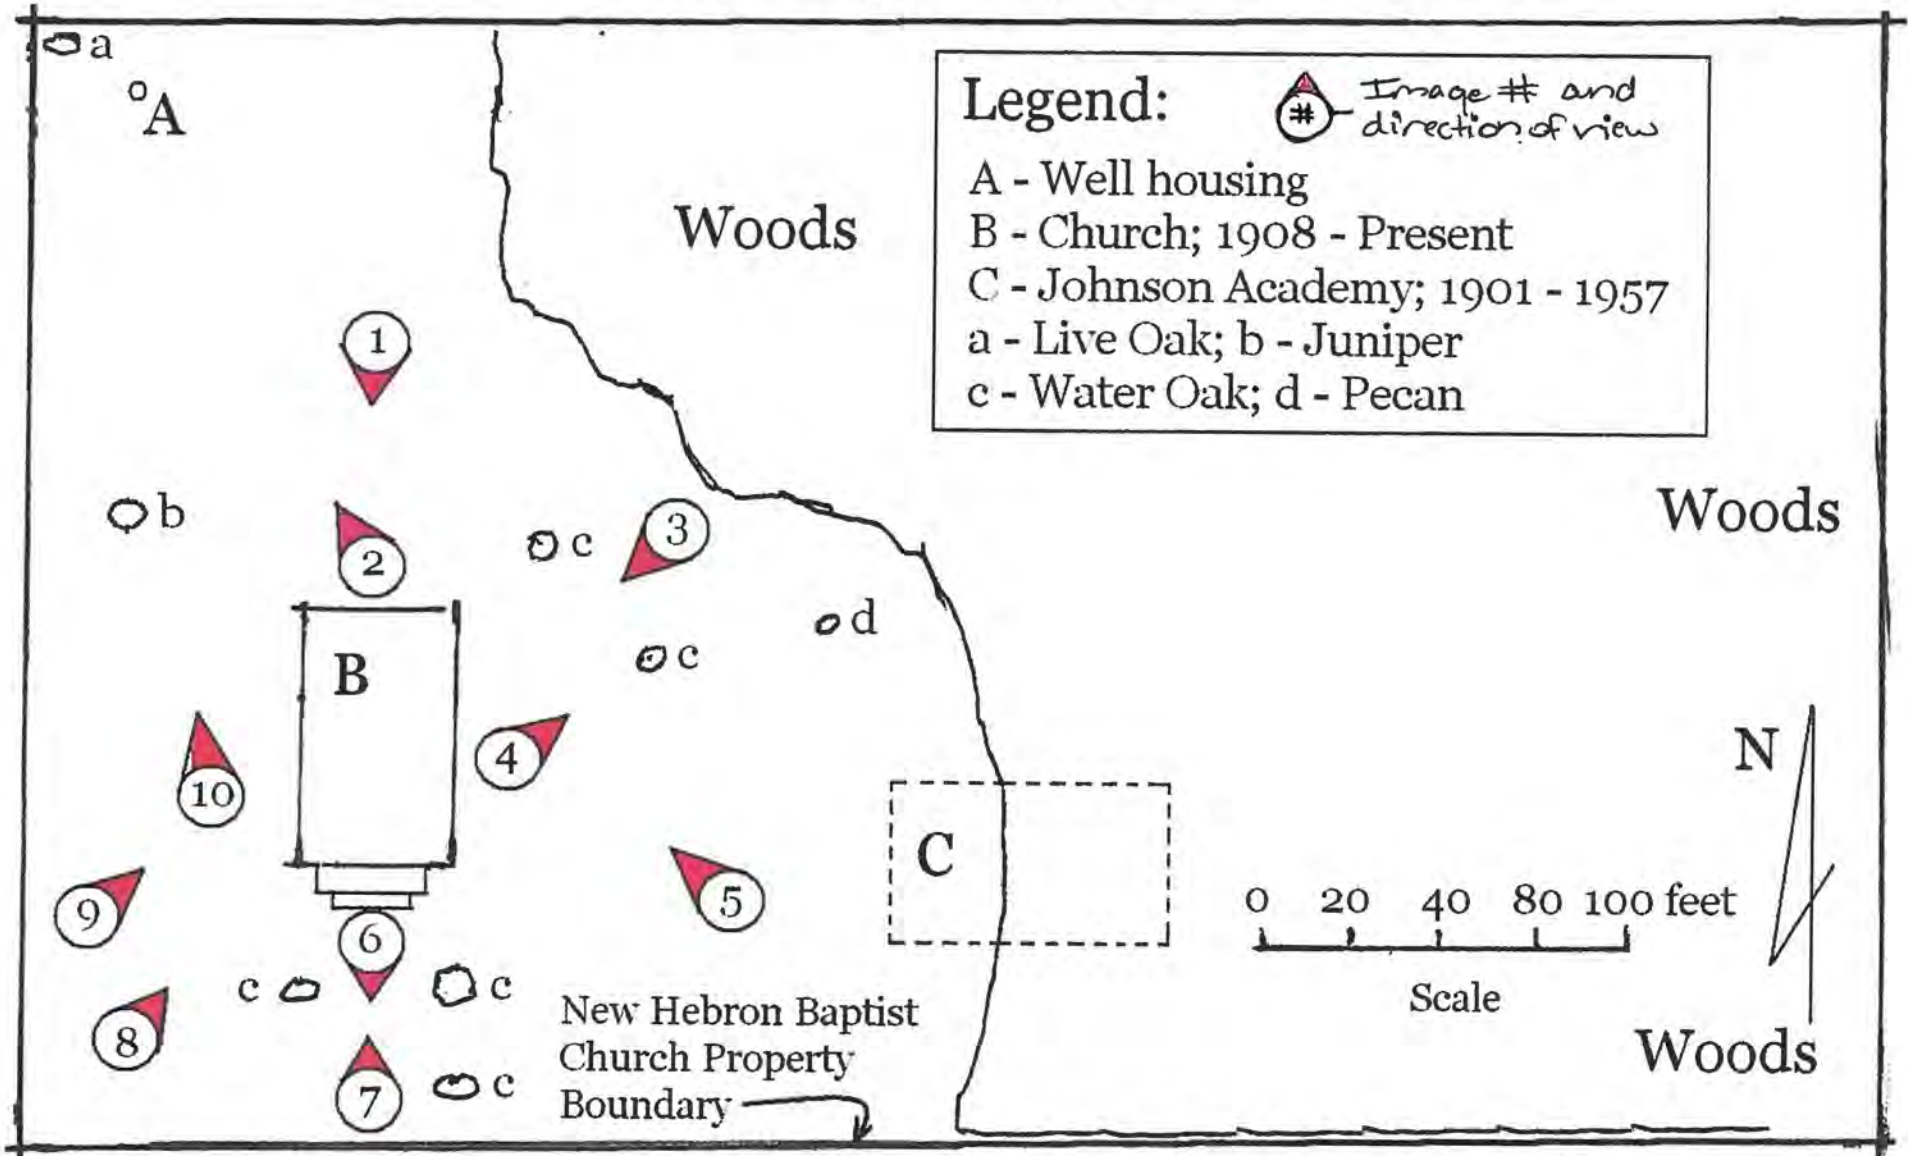 a
A
Legend:
#
Image # and
direction of view
A - Well housing
B - Church; 1908 - Present
C - Johnson Academy; 1901 - 1957
a - Live Oak; b - Juniper
c - Water Oak; d - Pecan
Woods
1
b
2
c
3
Woods
d
c
B
N
4
10
C
5
9
0 20 40 80 100 feet
Scale
6
c
c
8
7
c
New Hebron Baptist
Church Property
Boundary
Woods